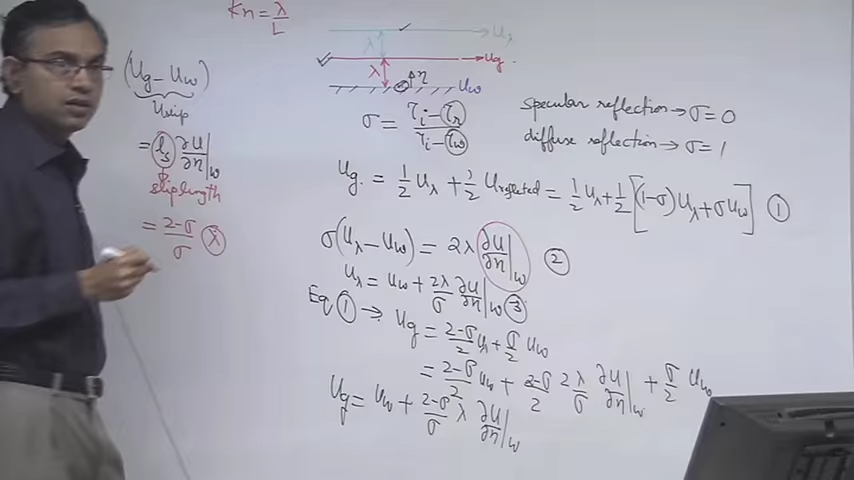 Kn = λ/L
(Ug − Uw)
Uslip
= ls ∂u/∂η|w
slip length
= 2−σ/σ λ
Uλ
λ
Ug.
λ
Δη
Uw
σ = τi − τr / τi − τw
specular reflection → σ = 0
diffuse reflection → σ = 1
Ug. = 1/2 Uλ + 1/2 Ureflected = 1/2 Uλ + 1/2 [(1−σ) Uλ + σ Uw] ①
σ(Uλ − Uw) = 2λ ∂u/∂η|w ②
Uλ = Uw + 2λ/σ ∂u/∂η|w ③
Eq ① → Ug = 2−σ/2 Uλ + σ/2 Uw
= 2−σ/2 Uw + 2−σ/2 2λ/σ ∂u/∂η|w + σ/2 Uw
Ug = Uw + 2−σ/σ λ ∂u/∂η|w